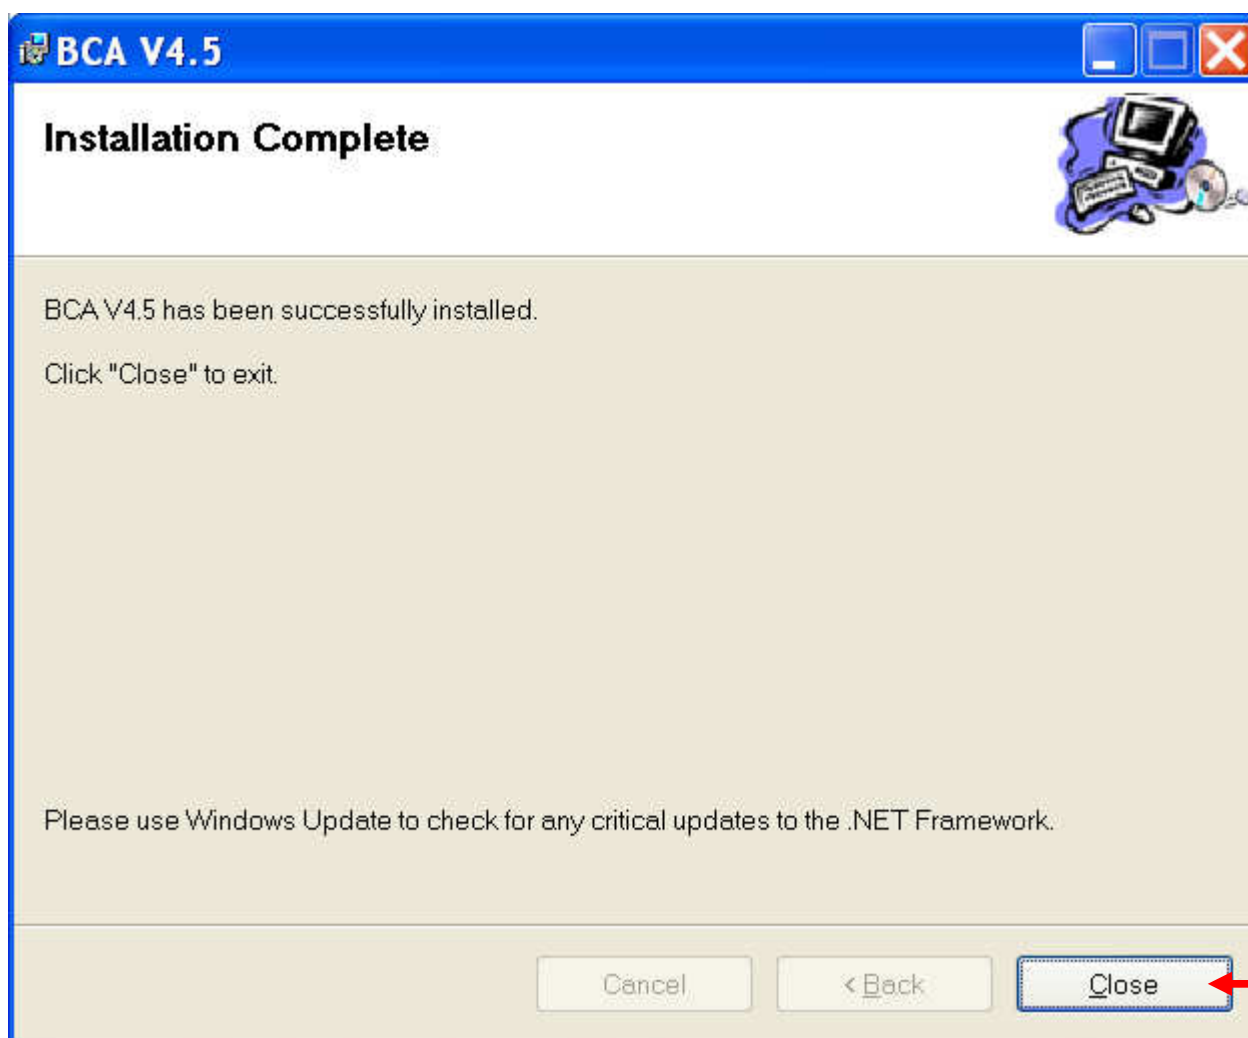 BCA V4.5
Installation Complete
BCA V4.5 has been successfully installed.
Click "Close" to exit.
Please use Windows Update to check for any critical updates to the .NET Framework.
Cancel
< Back
Close